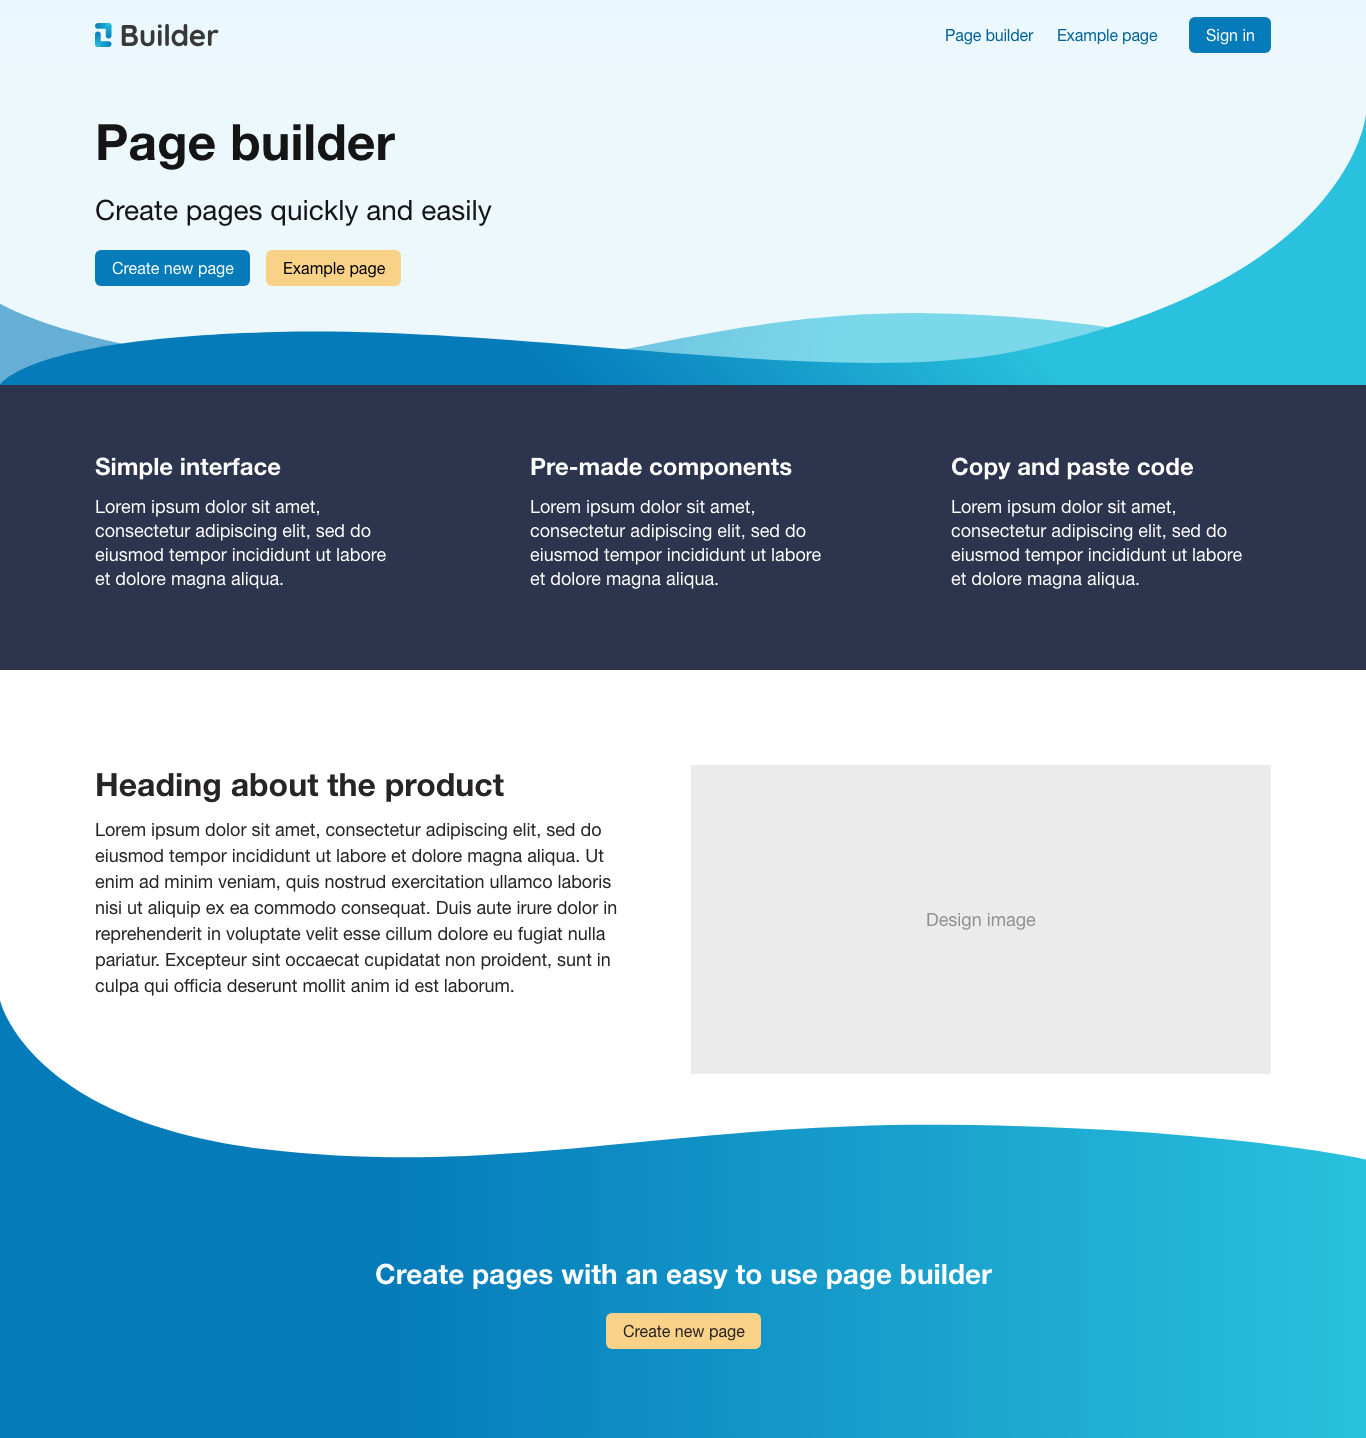 Builder
Page builder
Example page
Sign in
Page builder
Create pages quickly and easily
Create new page
Example page
Simple interface
Lorem ipsum dolor sit amet,
consectetur adipiscing elit, sed do
eiusmod tempor incididunt ut labore
et dolore magna aliqua.
Pre-made components
Lorem ipsum dolor sit amet,
consectetur adipiscing elit, sed do
eiusmod tempor incididunt ut labore
et dolore magna aliqua.
Copy and paste code
Lorem ipsum dolor sit amet,
consectetur adipiscing elit, sed do
eiusmod tempor incididunt ut labore
et dolore magna aliqua.
Heading about the product
Lorem ipsum dolor sit amet, consectetur adipiscing elit, sed do
eiusmod tempor incididunt ut labore et dolore magna aliqua. Ut
enim ad minim veniam, quis nostrud exercitation ullamco laboris
nisi ut aliquip ex ea commodo consequat. Duis aute irure dolor in
reprehenderit in voluptate velit esse cillum dolore eu fugiat nulla
pariatur. Excepteur sint occaecat cupidatat non proident, sunt in
culpa qui officia deserunt mollit anim id est laborum.
Design image
Create pages with an easy to use page builder
Create new page